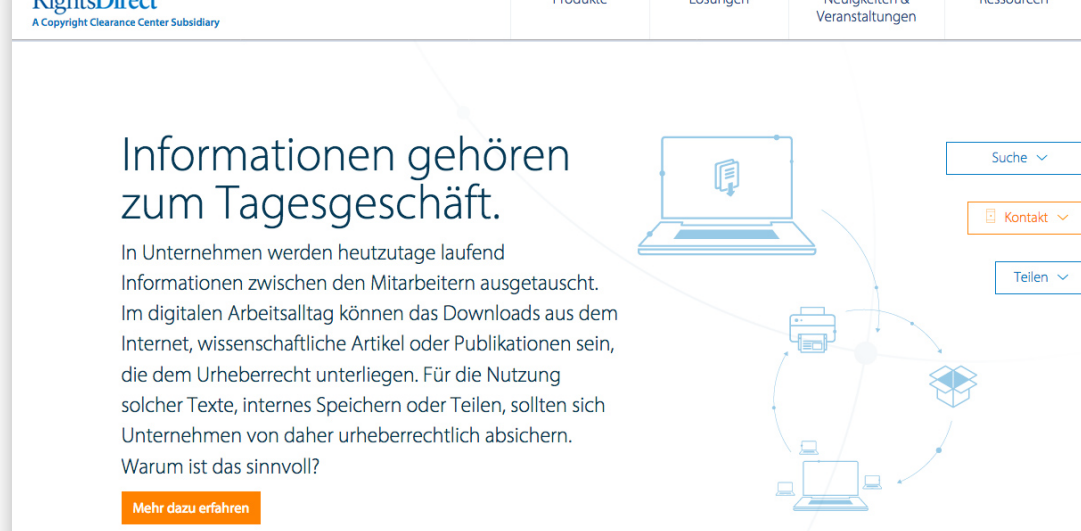 RightsDirect
A Copyright Clearance Center Subsidiary
Produkte
Lösungen
Neuigkeiten &
Veranstaltungen
Ressourcen
Informationen gehören
zum Tagesgeschäft.
In Unternehmen werden heutzutage laufend
Informationen zwischen den Mitarbeitern ausgetauscht.
Im digitalen Arbeitsalltag können das Downloads aus dem
Internet, wissenschaftliche Artikel oder Publikationen sein,
die dem Urheberrecht unterliegen. Für die Nutzung
solcher Texte, internes Speichern oder Teilen, sollten sich
Unternehmen von daher urheberrechtlich absichern.
Warum ist das sinnvoll?
Mehr dazu erfahren
Suche
Kontakt
Teilen